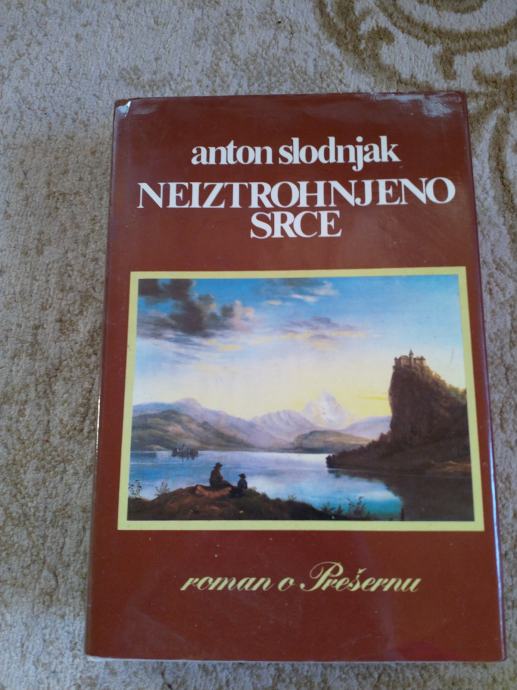 anton slodnjak
NEIZTROHNJENO
SRCE
roman o Prešernu